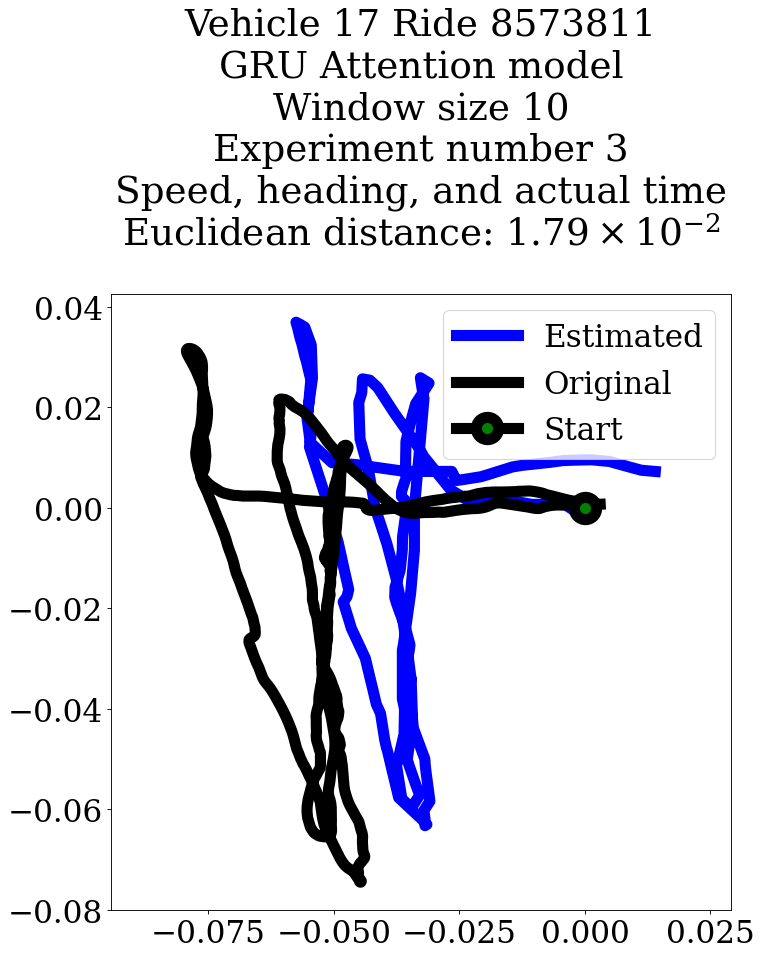 Vehicle 17 Ride 8573811
GRU Attention model
Window size 10
Experiment number 3
Speed, heading, and actual time
Euclidean distance: 1.79 × 10⁻²
Estimated
Original
Start
0.04
0.02
0.00
−0.02
−0.04
−0.06
−0.08
−0.075 −0.050 −0.025 0.000 0.025